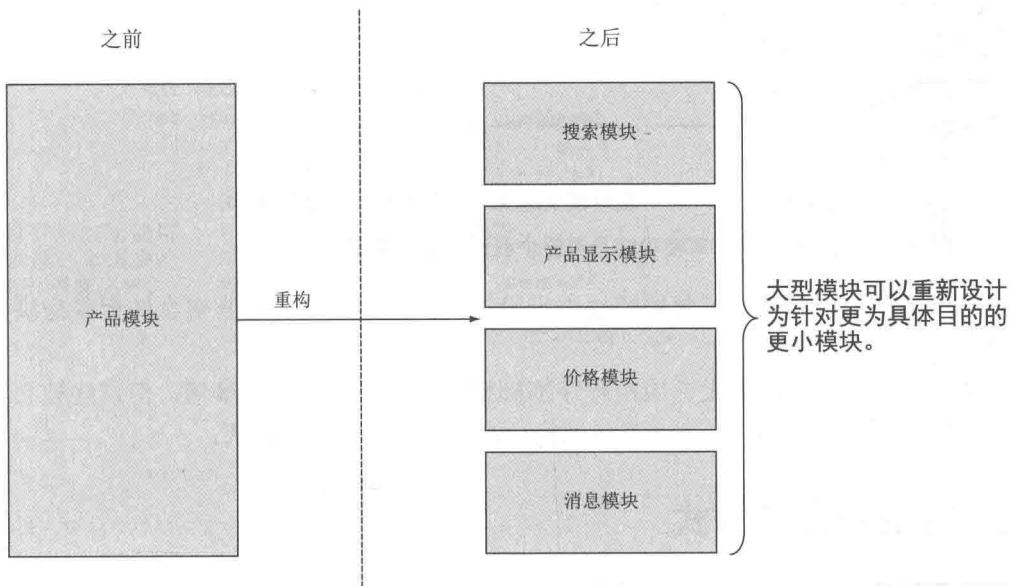 之前
之后
产品模块
重构
搜索模块
产品显示模块
价格模块
消息模块
大型模块可以重新设计
为针对更为具体目的的
更小模块。